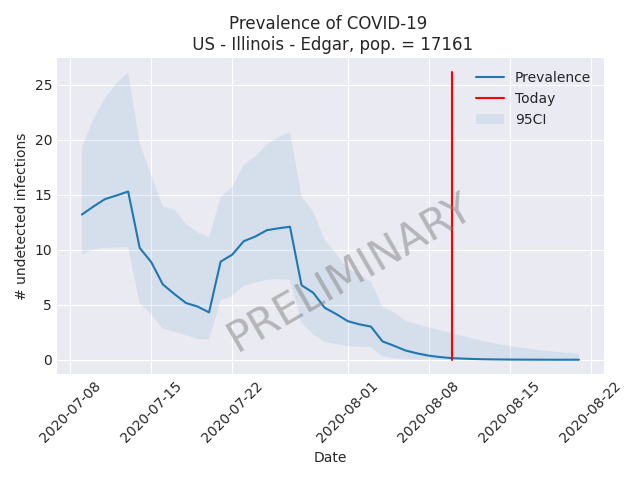 Prevalence of COVID-19
US - Illinois - Edgar, pop. = 17161
# undetected infections
25
20
15
10
5
0
Prevalence
Today
95CI
PRELIMINARY
2020-07-08
2020-07-15
2020-07-22
2020-08-01
2020-08-08
2020-08-15
2020-08-22
Date